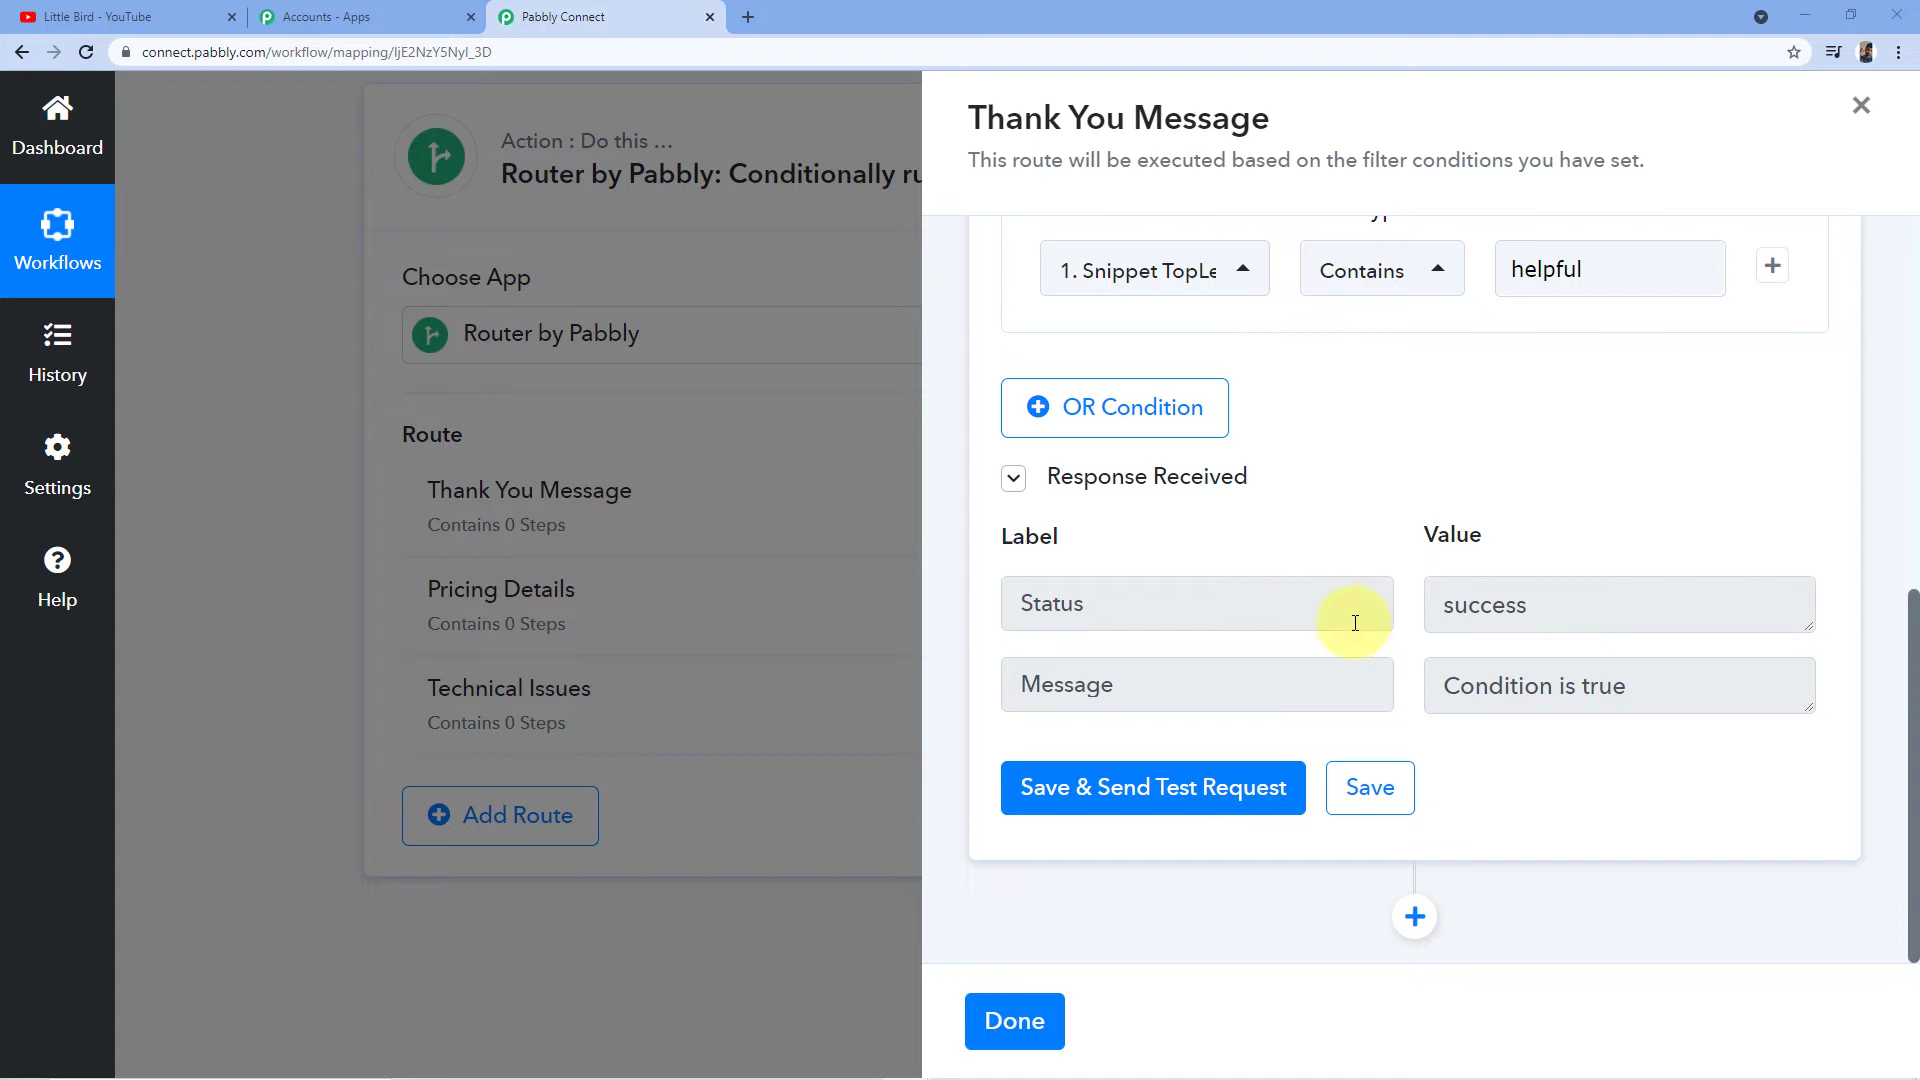 Little Bird - YouTube
Accounts - Apps
Pabbly Connect
connect.pabbly.com/workflow/mapping/IjE2NzY5NyI_3D
Dashboard
Workflows
History
Settings
Help
Action : Do this ...
Router by Pabbly: Conditionally ru
Choose App
Router by Pabbly
Route
Thank You Message
Contains 0 Steps
Pricing Details
Contains 0 Steps
Technical Issues
Contains 0 Steps
Add Route
Thank You Message
This route will be executed based on the filter conditions you have set.
1. Snippet TopLe
Contains
helpful
OR Condition
Response Received
Label
Value
Status
success
Message
Condition is true
Save & Send Test Request
Save
Done